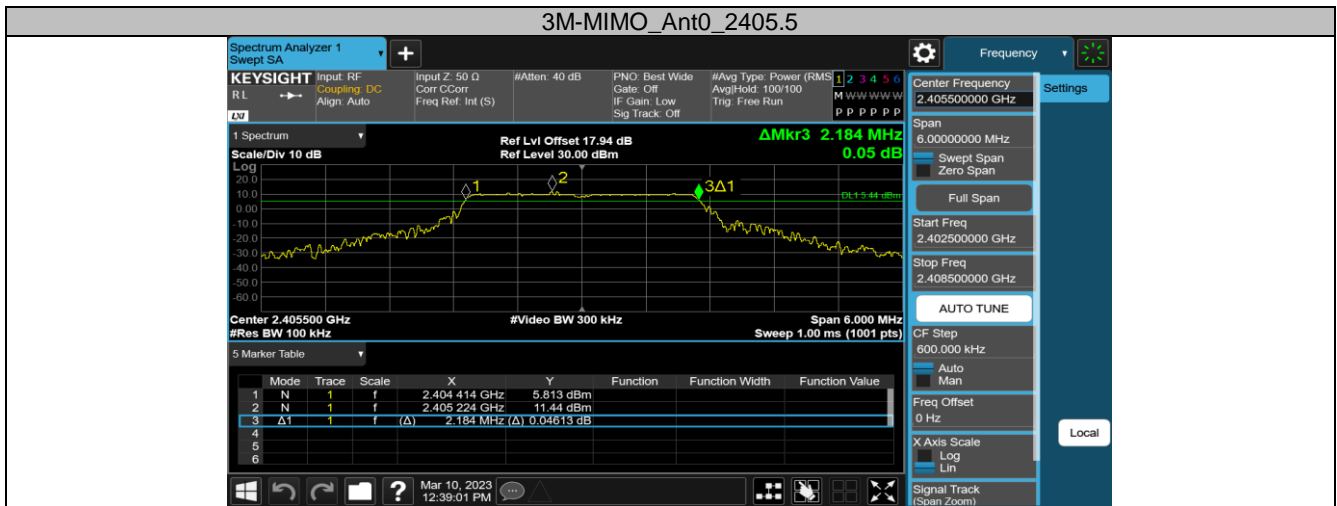 3M-MIMO_Ant0_2405.5
Spectrum Analyzer 1
Swept SA
Frequency
KEYSIGHT
RL
LXI
Input: RF
Coupling: DC
Align: Auto
Input Z: 50 Ω
Corr CCorr
Freq Ref: Int (S)
#Atten: 40 dB
PNO: Best Wide
Gate: Off
IF Gain: Low
Sig Track: Off
#Avg Type: Power (RMS
Avg|Hold: 100/100
Trig: Free Run
1 2 3 4 5 6
M W W W W W
P P P P P P
1 Spectrum
Scale/Div 10 dB
Ref Lvl Offset 17.94 dB
Ref Level 30.00 dBm
ΔMkr3 2.184 MHz
0.05 dB
Log
20.0
10.0
0.00
-10.0
-20.0
-30.0
-40.0
-50.0
-60.0
1
2
3Δ1
DL1 5.44 dBm
Center 2.405500 GHz
#Res BW 100 kHz
#Video BW 300 kHz
Span 6.000 MHz
Sweep 1.00 ms (1001 pts)
5 Marker Table
Mode Trace Scale X Y Function Function Width Function Value
1 N 1 f 2.404 414 GHz 5.813 dBm
2 N 1 f 2.405 224 GHz 11.44 dBm
3 Δ1 1 f (Δ) 2.184 MHz (Δ) 0.04613 dB
4
5
6
Mar 10, 2023
12:39:01 PM
Center Frequency
2.405500000 GHz
Span
6.00000000 MHz
Swept Span
Zero Span
Full Span
Start Freq
2.402500000 GHz
Stop Freq
2.408500000 GHz
AUTO TUNE
CF Step
600.000 kHz
Auto
Man
Freq Offset
0 Hz
X Axis Scale
Log
Lin
Signal Track
(Span Zoom)
Settings
Local